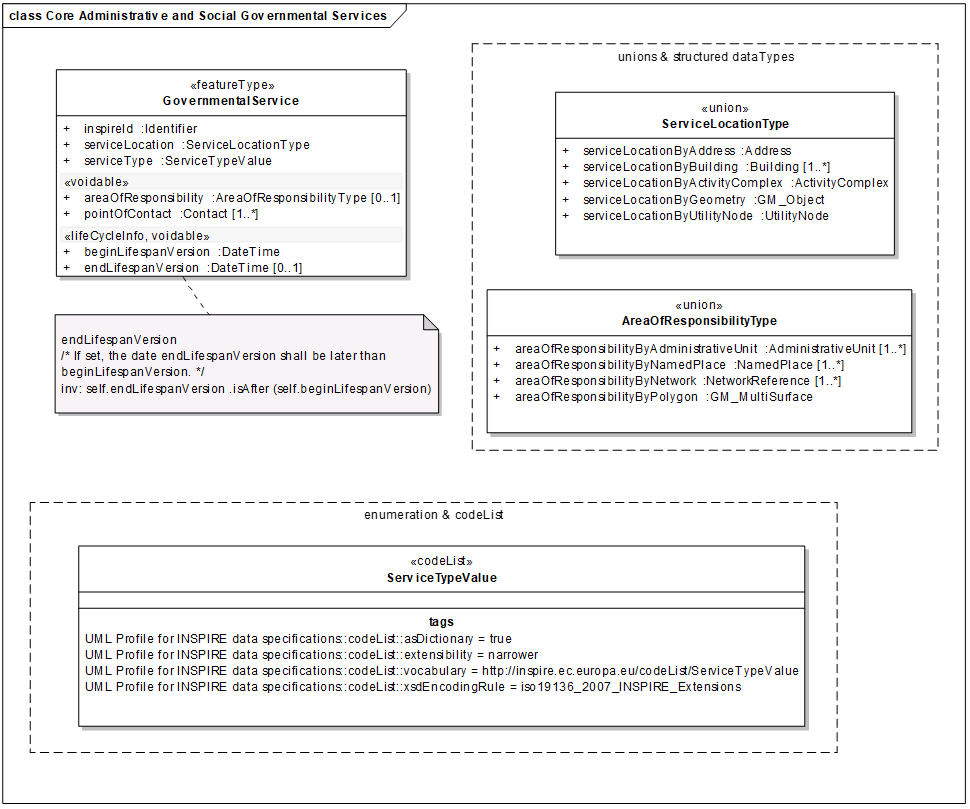 class Core Administrative and Social Governmental Services
«featureType»
GovernmentalService
+ inspireId :Identifier
+ serviceLocation :ServiceLocationType
+ serviceType :ServiceTypeValue
«voidable»
+ areaOfResponsibility :AreaOfResponsibilityType [0..1]
+ pointOfContact :Contact [1..*]
«lifeCycleInfo, voidable»
+ beginLifespanVersion :DateTime
+ endLifespanVersion :DateTime [0..1]
endLifespanVersion
/* If set, the date endLifespanVersion shall be later than
beginLifespanVersion. */
inv: self.endLifespanVersion .isAfter (self.beginLifespanVersion)
unions & structured dataTypes
«union»
ServiceLocationType
+ serviceLocationByAddress :Address
+ serviceLocationByBuilding :Building [1..*]
+ serviceLocationByActivityComplex :ActivityComplex
+ serviceLocationByGeometry :GM_Object
+ serviceLocationByUtilityNode :UtilityNode
«union»
AreaOfResponsibilityType
+ areaOfResponsibilityByAdministrativeUnit :AdministrativeUnit [1..*]
+ areaOfResponsibilityByNamedPlace :NamedPlace [1..*]
+ areaOfResponsibilityByNetwork :NetworkReference [1..*]
+ areaOfResponsibilityByPolygon :GM_MultiSurface
enumeration & codeList
«codeList»
ServiceTypeValue
tags
UML Profile for INSPIRE data specifications::codeList::asDictionary = true
UML Profile for INSPIRE data specifications::codeList::extensibility = narrower
UML Profile for INSPIRE data specifications::codeList::vocabulary = http://inspire.ec.europa.eu/codeList/ServiceTypeValue
UML Profile for INSPIRE data specifications::codeList::xsdEncodingRule = iso19136_2007_INSPIRE_Extensions